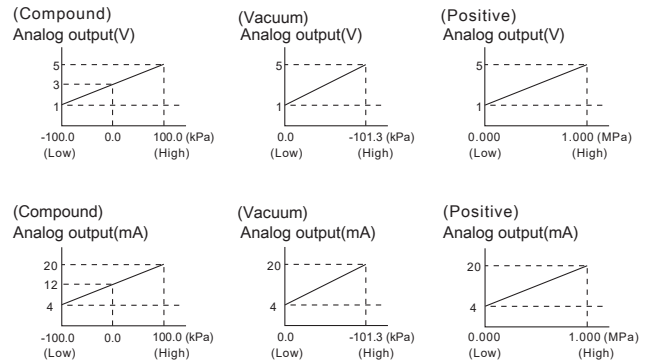 (Compound)
Analog output(V)
5
3
1
-100.0 0.0 100.0 (kPa)
(Low) (High)
(Vacuum)
Analog output(V)
5
1
0.0 -101.3 (kPa)
(Low) (High)
(Positive)
Analog output(V)
5
1
0.000 1.000 (MPa)
(Low) (High)
(Compound)
Analog output(mA)
20
12
4
-100.0 0.0 100.0 (kPa)
(Low) (High)
(Vacuum)
Analog output(mA)
20
4
0.0 -101.3 (kPa)
(Low) (High)
(Positive)
Analog output(mA)
20
4
0.000 1.000 (MPa)
(Low) (High)